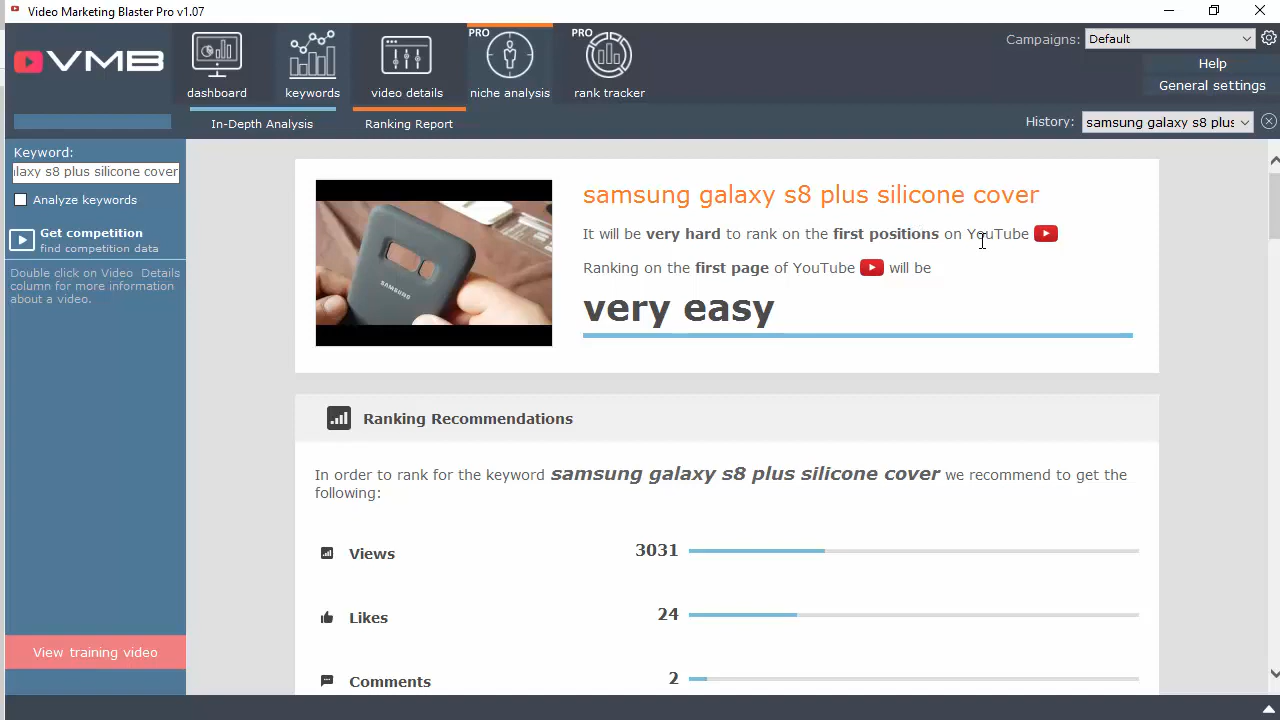 Video Marketing Blaster Pro v1.07
VMB
dashboard
keywords
video details
PRO
niche analysis
PRO
rank tracker
Campaigns:
Default
Help
General settings
In-Depth Analysis
Ranking Report
History:
samsung galaxy s8 plus
Keyword:
alaxy s8 plus silicone cover
Analyze keywords
Get competition
find competition data
Double click on Video Details
column for more information
about a video.
View training video
SAMSUNG
samsung galaxy s8 plus silicone cover
It will be very hard to rank on the first positions on YouTube
Ranking on the first page of YouTube will be
very easy
Ranking Recommendations
In order to rank for the keyword samsung galaxy s8 plus silicone cover we recommend to get the
following:
Views 3031
Likes 24
Comments 2